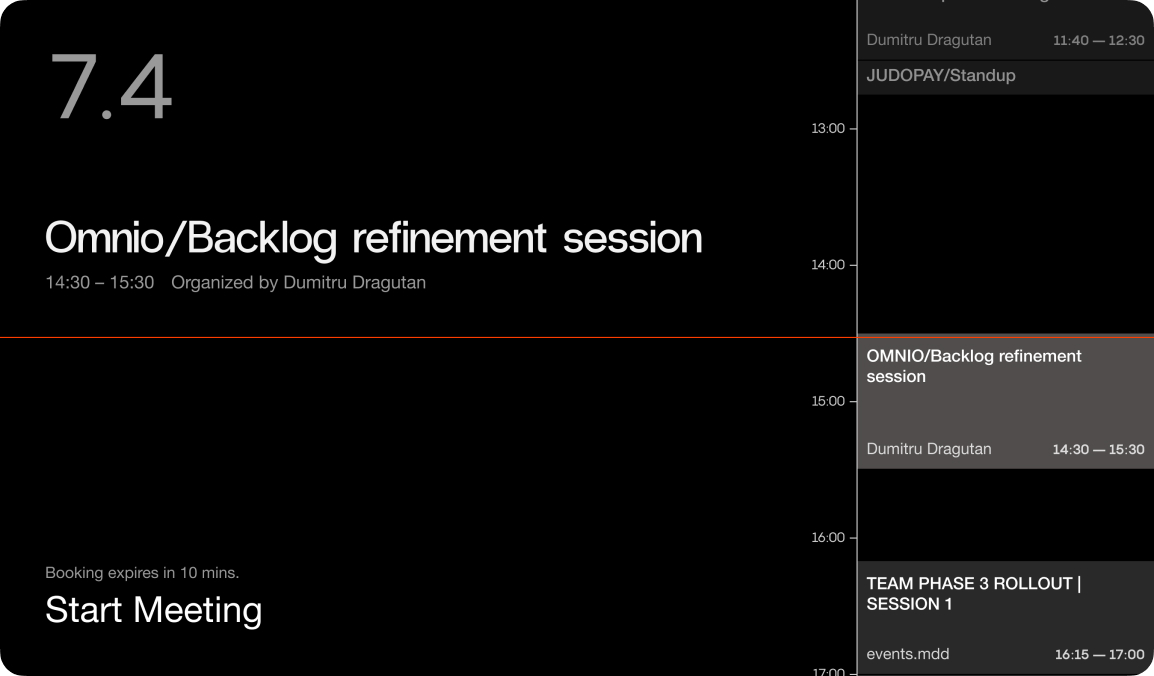 7.4
Omnio/Backlog refinement session
14:30 – 15:30 Organized by Dumitru Dragutan
Booking expires in 10 mins.
Start Meeting
Dumitru Dragutan 11:40 — 12:30
JUDOPAY/Standup
13:00
14:00
OMNIO/Backlog refinement
session
15:00
Dumitru Dragutan 14:30 — 15:30
16:00
TEAM PHASE 3 ROLLOUT |
SESSION 1
events.mdd 16:15 — 17:00
17:00